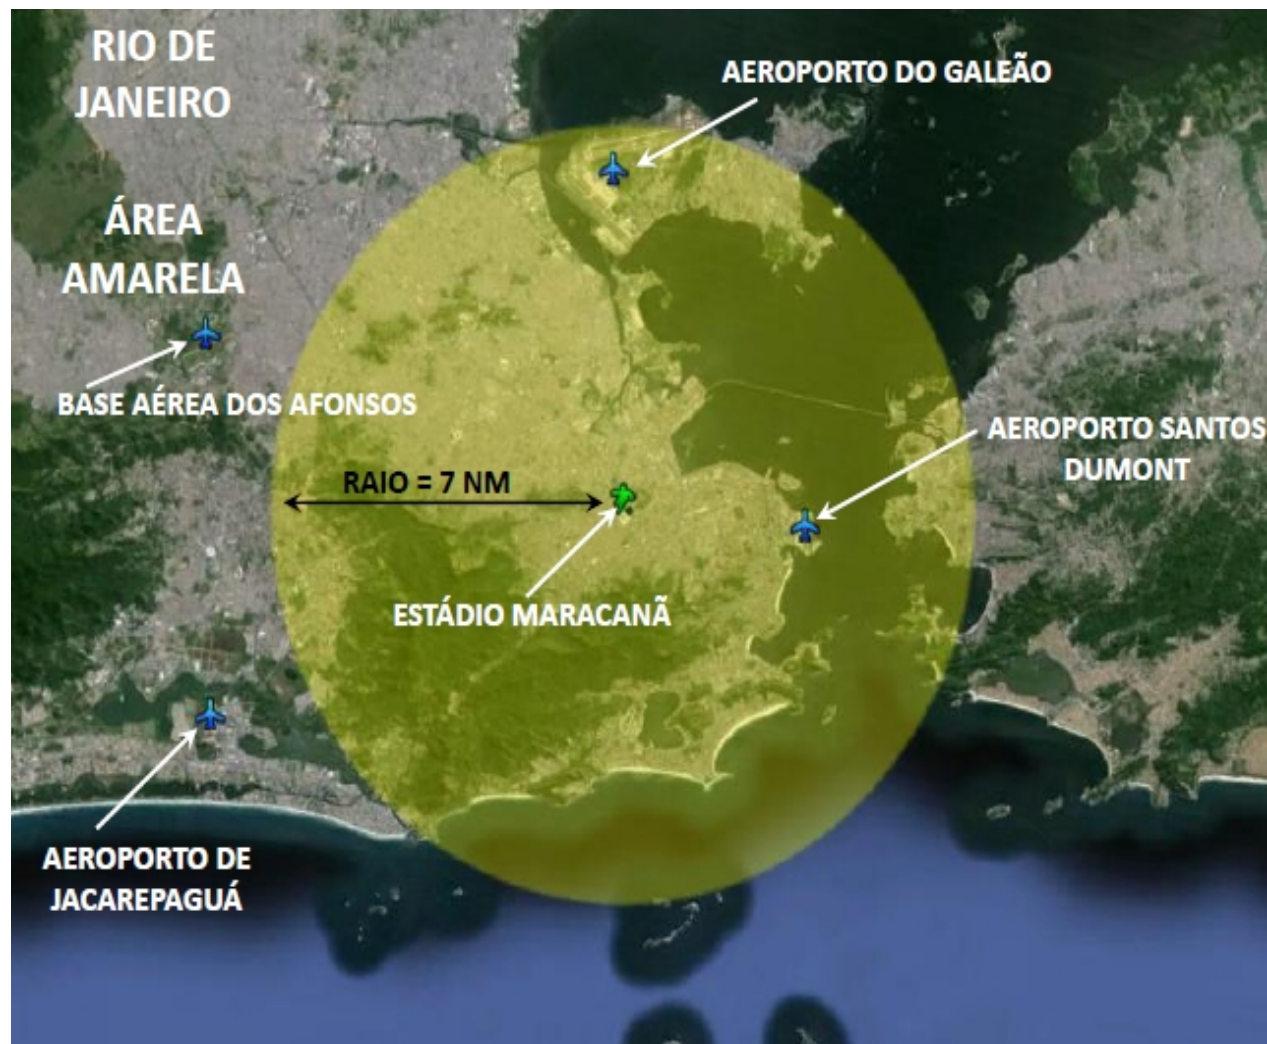 RIO DE
JANEIRO
AEROPORTO DO GALEÃO
ÁREA
AMARELA
BASE AÉREA DOS AFONSOS
AEROPORTO SANTOS
DUMONT
RAIO = 7 NM
ESTÁDIO MARACANÃ
AEROPORTO DE
JACAREPAGUÁ